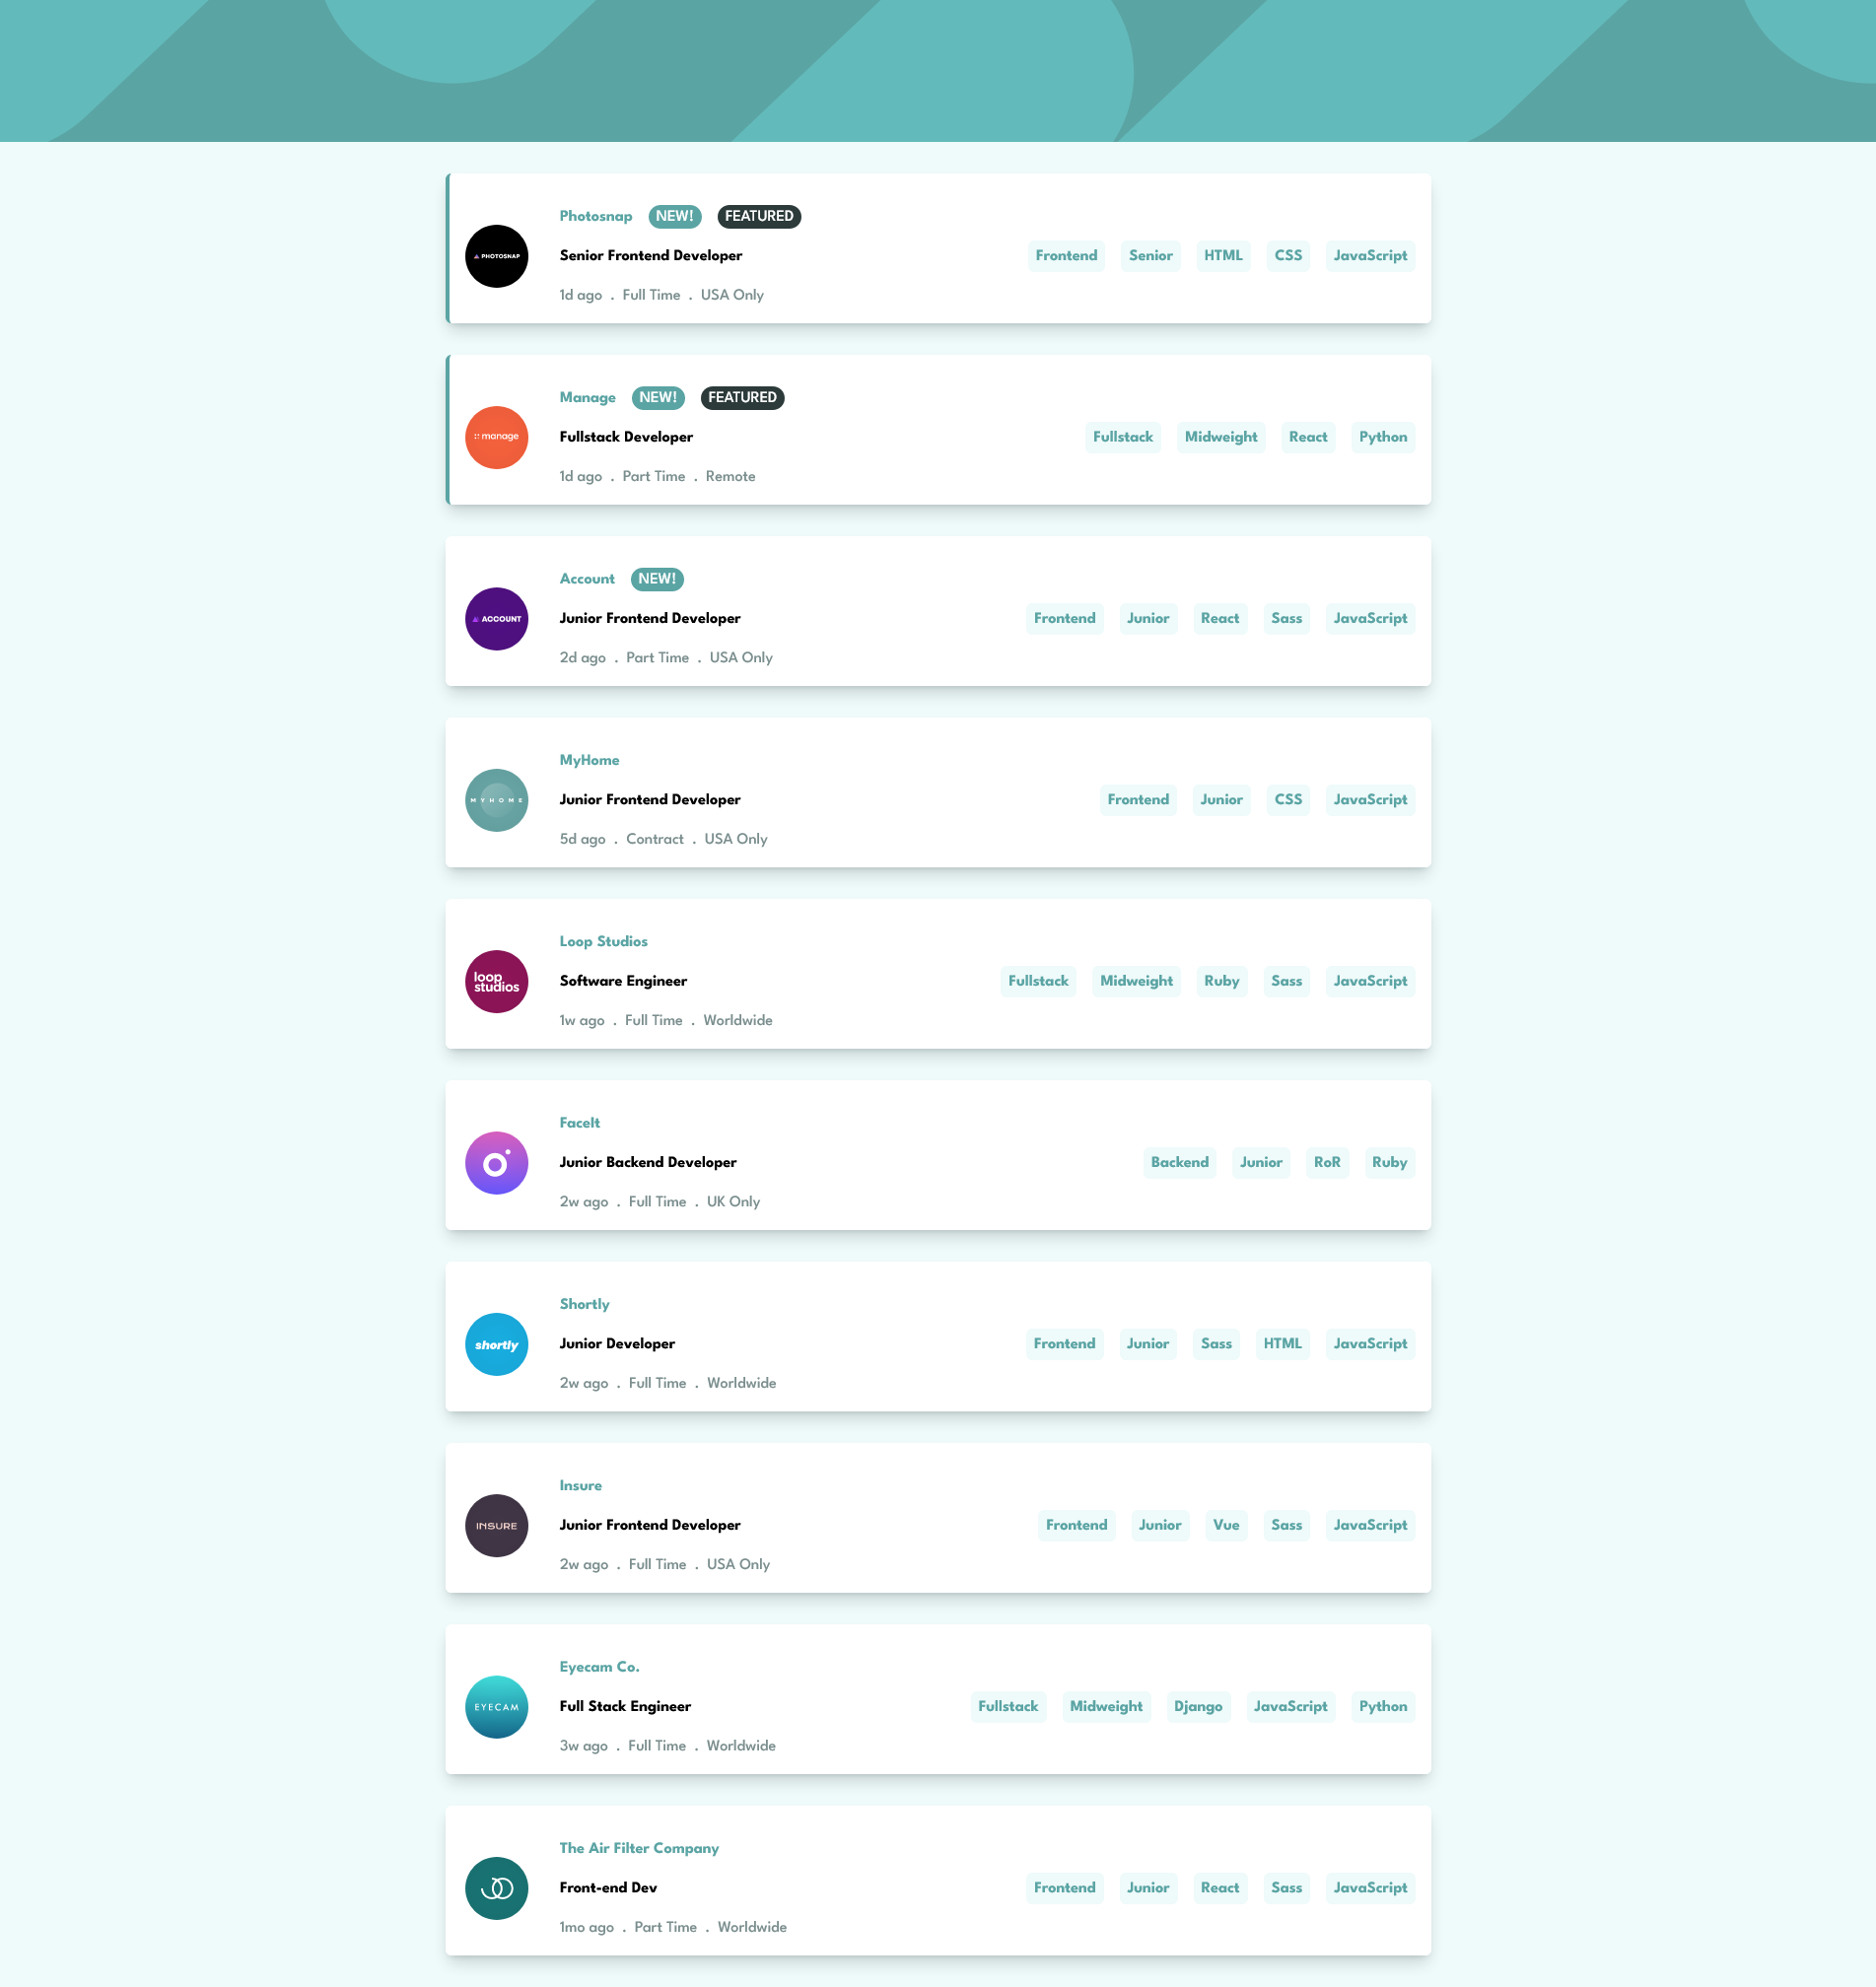 Photosnap NEW! FEATURED
PHOTOSNAP
Senior Frontend Developer
Frontend Senior HTML CSS JavaScript
1d ago . Full Time . USA Only
Manage NEW! FEATURED
manage
Fullstack Developer
Fullstack Midweight React Python
1d ago . Part Time . Remote
Account NEW!
ACCOUNT
Junior Frontend Developer
Frontend Junior React Sass JavaScript
2d ago . Part Time . USA Only
MyHome
MYHOME
Junior Frontend Developer
Frontend Junior CSS JavaScript
5d ago . Contract . USA Only
Loop Studios
loop
studios
Software Engineer
Fullstack Midweight Ruby Sass JavaScript
1w ago . Full Time . Worldwide
FaceIt
Junior Backend Developer
Backend Junior RoR Ruby
2w ago . Full Time . UK Only
Shortly
shortly
Junior Developer
Frontend Junior Sass HTML JavaScript
2w ago . Full Time . Worldwide
Insure
INSURE
Junior Frontend Developer
Frontend Junior Vue Sass JavaScript
2w ago . Full Time . USA Only
Eyecam Co.
EYECAM
Full Stack Engineer
Fullstack Midweight Django JavaScript Python
3w ago . Full Time . Worldwide
The Air Filter Company
Front-end Dev
Frontend Junior React Sass JavaScript
1mo ago . Part Time . Worldwide